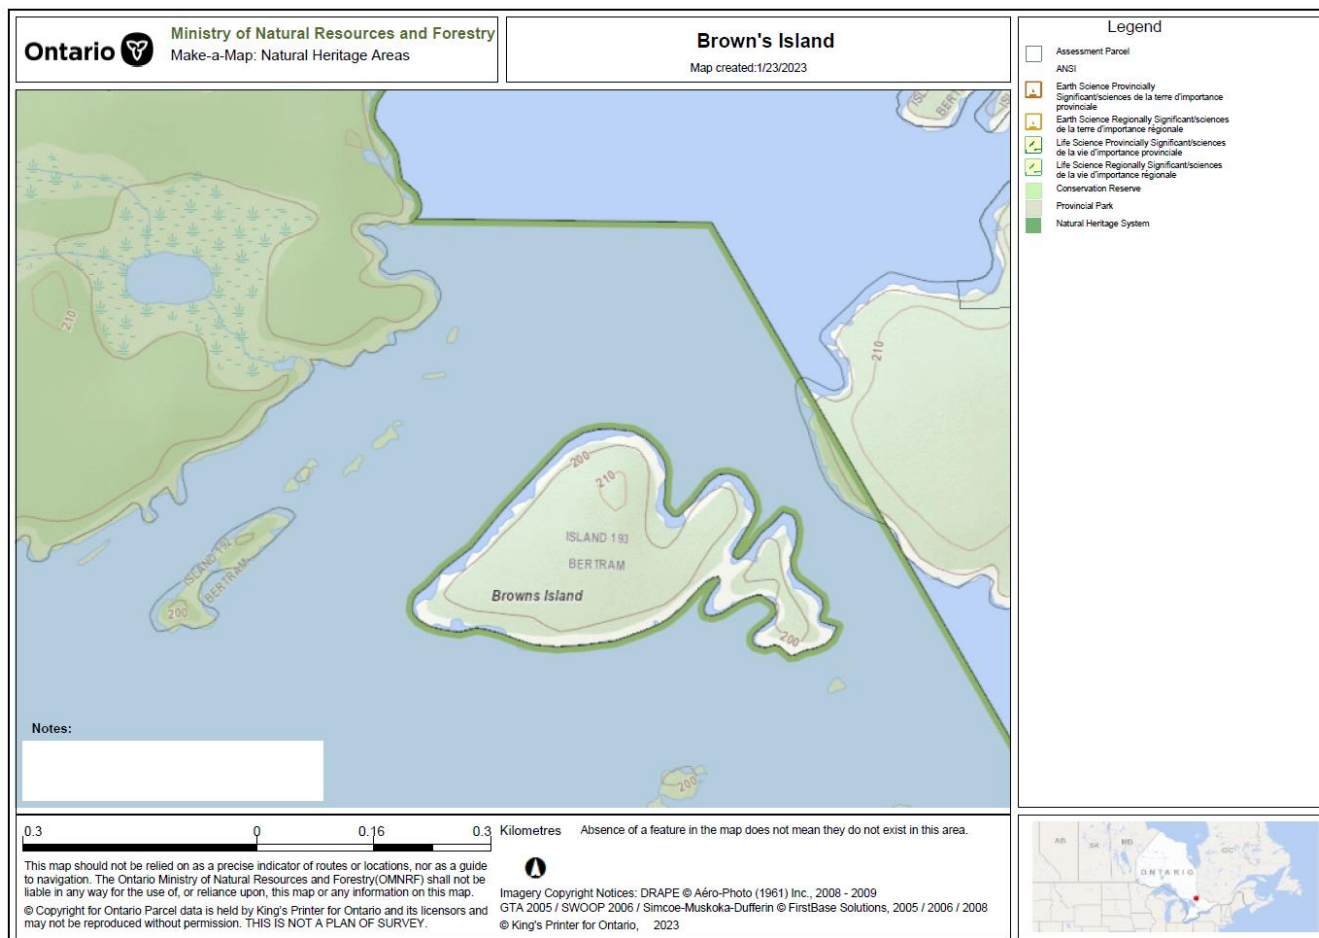 Ontario
Ministry of Natural Resources and Forestry
Make-a-Map: Natural Heritage Areas
Brown's Island
Map created:1/23/2023
Legend
Assessment Parcel
ANSI
Earth Science Provincially
Significant/sciences de la terre d'importance
provinciale
Earth Science Regionally Significant/sciences
de la terre d'importance régionale
Life Science Provincially Significant/sciences
de la vie d'importance provinciale
Life Science Regionally Significant/sciences
de la vie d'importance régionale
Conservation Reserve
Provincial Park
Natural Heritage System
210
210
200
210
ISLAND 193
BERTRAM
Browns Island
ISLAND 192
BERTRAM
200
200
200
Notes:
0.3 0 0.16 0.3 Kilometres
Absence of a feature in the map does not mean they do not exist in this area.
This map should not be relied on as a precise indicator of routes or locations, nor as a guide
to navigation. The Ontario Ministry of Natural Resources and Forestry(OMNRF) shall not be
liable in any way for the use of, or reliance upon, this map or any information on this map.
© Copyright for Ontario Parcel data is held by King's Printer for Ontario and its licensors and
may not be reproduced without permission. THIS IS NOT A PLAN OF SURVEY.
Imagery Copyright Notices: DRAPE © Aéro-Photo (1961) Inc., 2008 - 2009
GTA 2005 / SWOOP 2006 / Simcoe-Muskoka-Dufferin © FirstBase Solutions, 2005 / 2006 / 2008
© King's Printer for Ontario, 2023
AB
SK
MB
QC
ONTARIO